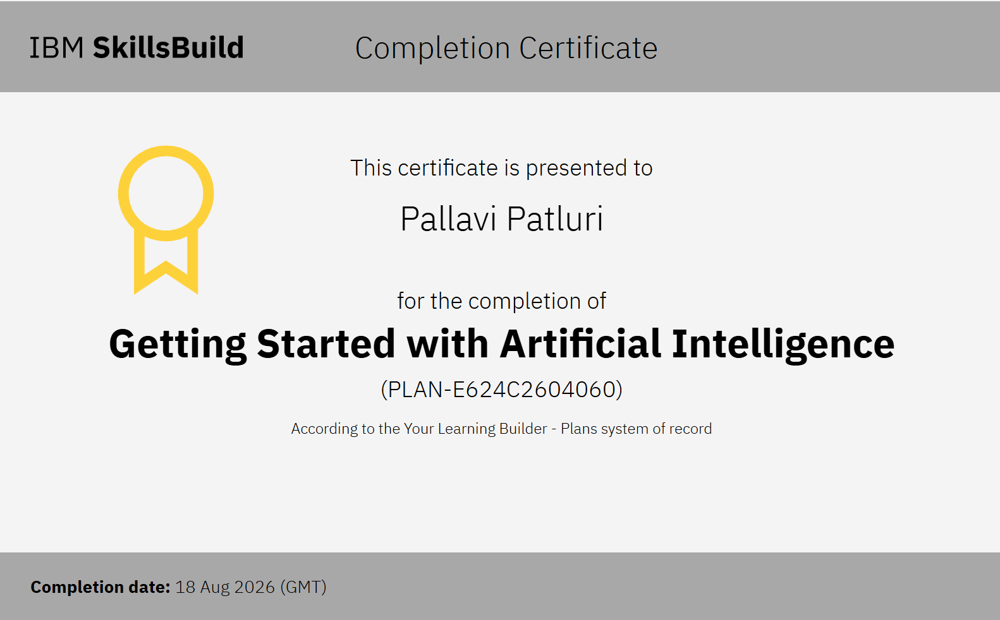 IBM SkillsBuild
Completion Certificate
This certificate is presented to
Pallavi Patluri
for the completion of
Getting Started with Artificial Intelligence
(PLAN-E624C2604060)
According to the Your Learning Builder - Plans system of record
Completion date: 18 Aug 2026 (GMT)